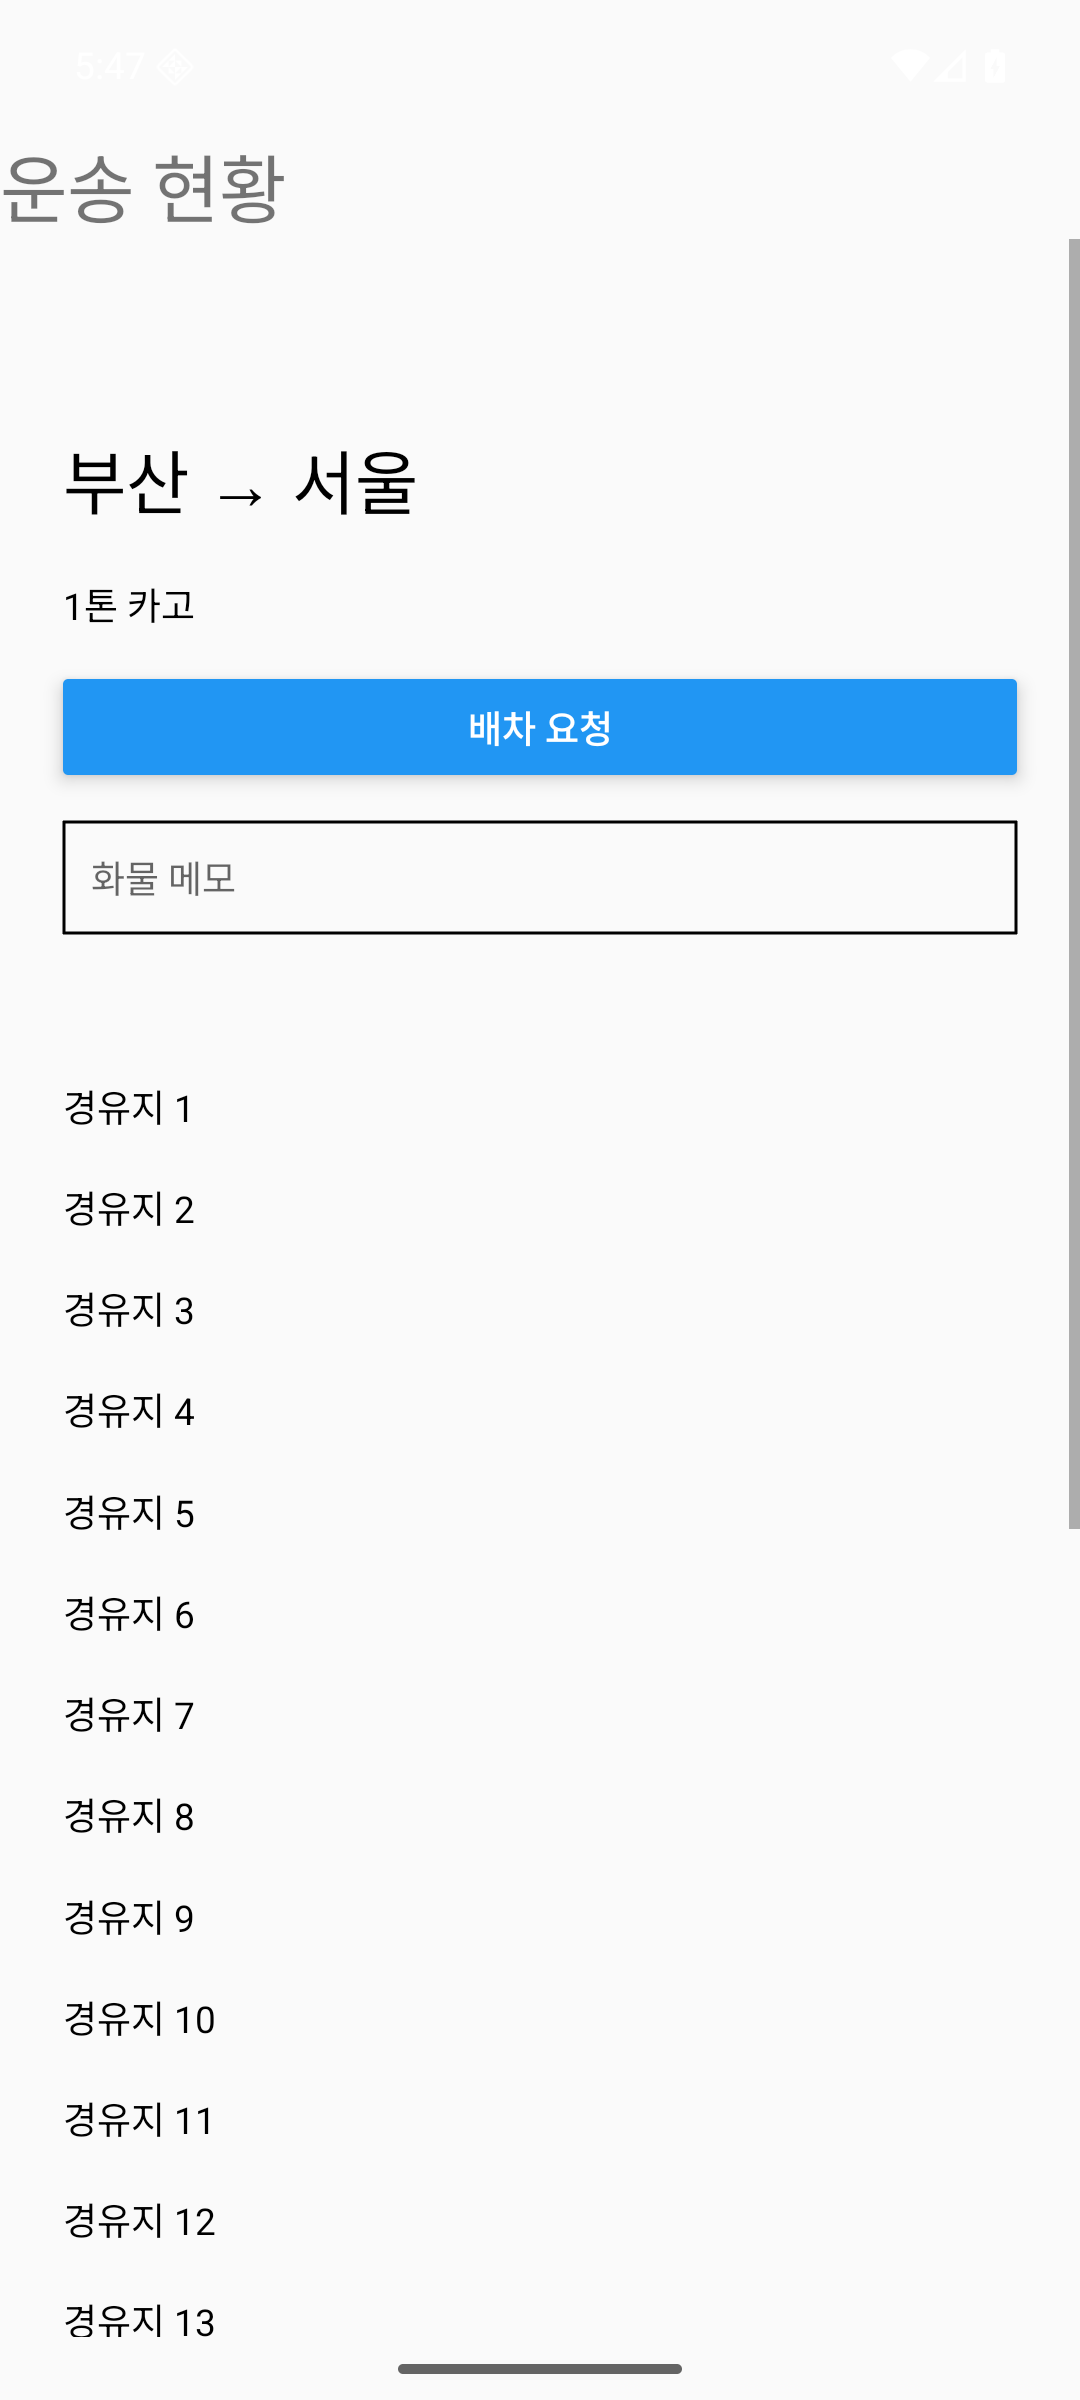 5:47
운송 현황
부산 → 서울
1톤 카고
배차 요청
화물 메모
경유지 1
경유지 2
경유지 3
경유지 4
경유지 5
경유지 6
경유지 7
경유지 8
경유지 9
경유지 10
경유지 11
경유지 12
경유지 13